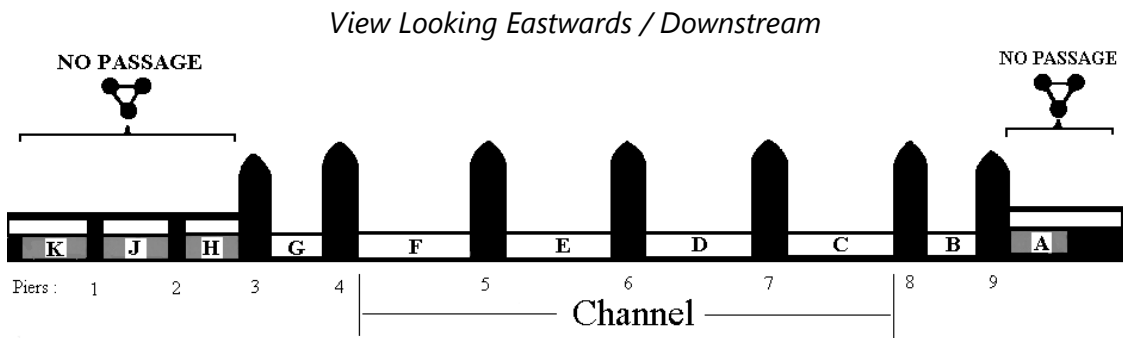 View Looking Eastwards / Downstream
NO PASSAGE
NO PASSAGE
K J H G F E D C B A
Piers : 1 2 3 4 5 6 7 8 9
Channel